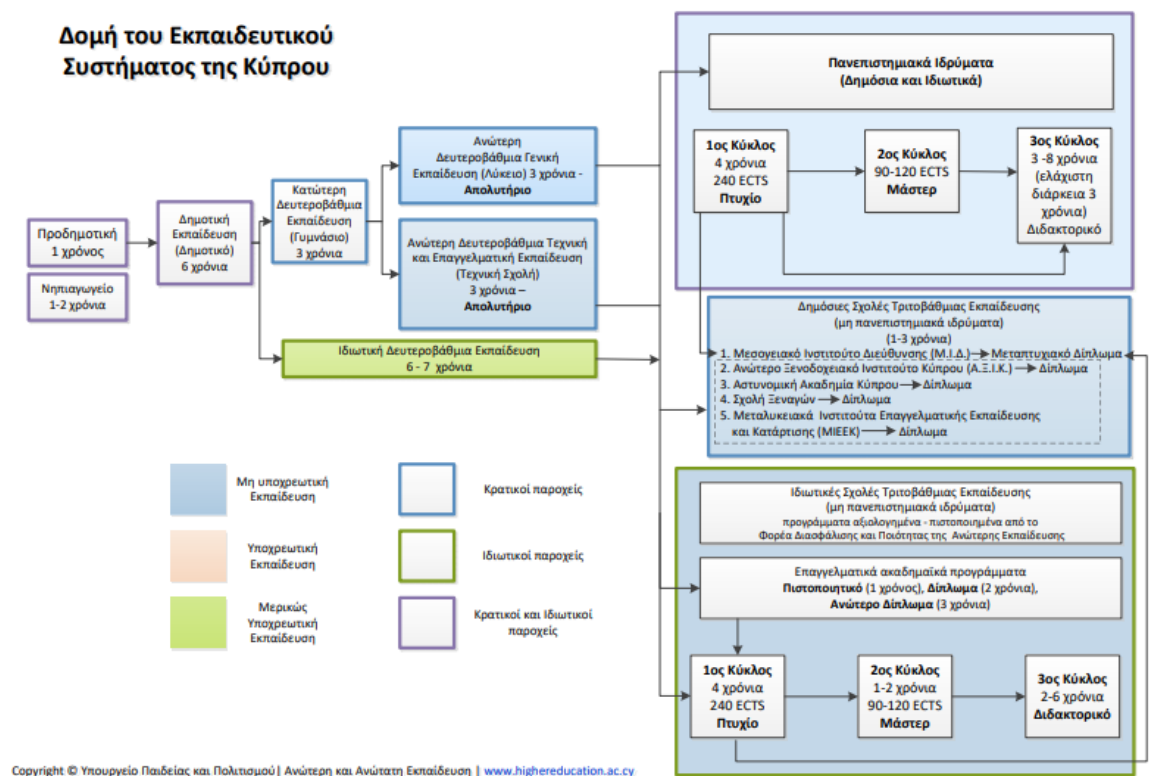 Δομή του Εκπαιδευτικού
Συστήματος της Κύπρου
Προδημοτική
1 χρόνος
Νηπιαγωγείο
1-2 χρόνια
Δημοτική
Εκπαίδευση
(Δημοτικό)
6 χρόνια
Κατώτερη
Δευτεροβάθμια
Εκπαίδευση
(Γυμνάσιο)
3 χρόνια
Ανώτερη
Δευτεροβάθμια Γενική
Εκπαίδευση (Λύκειο) 3 χρόνια -
Απολυτήριο
Ανώτερη Δευτεροβάθμια Τεχνική
και Επαγγελματική Εκπαίδευση
(Τεχνική Σχολή)
3 χρόνια –
Απολυτήριο
Ιδιωτική Δευτεροβάθμια Εκπαίδευση
6 - 7 χρόνια
Πανεπιστημιακά Ιδρύματα
(Δημόσια και Ιδιωτικά)
1ος Κύκλος
4 χρόνια
240 ECTS
Πτυχίο
2ος Κύκλος
90-120 ECTS
Μάστερ
3ος Κύκλος
3 -8 χρόνια
(ελάχιστη
διάρκεια 3
χρόνια)
Διδακτορικό
Δημόσιες Σχολές Τριτοβάθμιας Εκπαίδευσης
(μη πανεπιστημιακά ιδρύματα)
(1-3 χρόνια)
1. Μεσογειακό Ινστιτούτο Διεύθυνσης (Μ.Ι.Δ.) Μεταπτυχιακό Δίπλωμα
2. Ανώτερο Ξενοδοχειακό Ινστιτούτο Κύπρου (Α.Ξ.Ι.Κ.) Δίπλωμα
3. Αστυνομική Ακαδημία Κύπρου Δίπλωμα
4. Σχολή Ξεναγών Δίπλωμα
5. Μεταλυκειακά Ινστιτούτα Επαγγελματικής Εκπαίδευσης
και Κατάρτισης (ΜΙΕΕΚ) Δίπλωμα
Ιδιωτικές Σχολές Τριτοβάθμιας Εκπαίδευσης
(μη πανεπιστημιακά ιδρύματα)
προγράμματα αξιολογημένα - πιστοποιημένα από το
Φορέα Διασφάλισης και Ποιότητας της Ανώτερης Εκπαίδευσης
Επαγγελματικά ακαδημαϊκά προγράμματα
Πιστοποιητικό (1 χρόνος), Δίπλωμα (2 χρόνια),
Ανώτερο Δίπλωμα (3 χρόνια)
1ος Κύκλος
4 χρόνια
240 ECTS
Πτυχίο
2ος Κύκλος
1-2 χρόνια
90-120 ECTS
Μάστερ
3ος Κύκλος
2-6 χρόνια
Διδακτορικό
Μη υποχρεωτική
Εκπαίδευση
Υποχρεωτική
Εκπαίδευση
Μερικώς
Υποχρεωτική
Εκπαίδευση
Κρατικοί παροχείς
Ιδιωτικοί παροχείς
Κρατικοί και Ιδιωτικοί
παροχείς
Copyright © Υπουργείο Παιδείας και Πολιτισμού| Ανώτερη και Ανώτατη Εκπαίδευση | www.highereducation.ac.cy